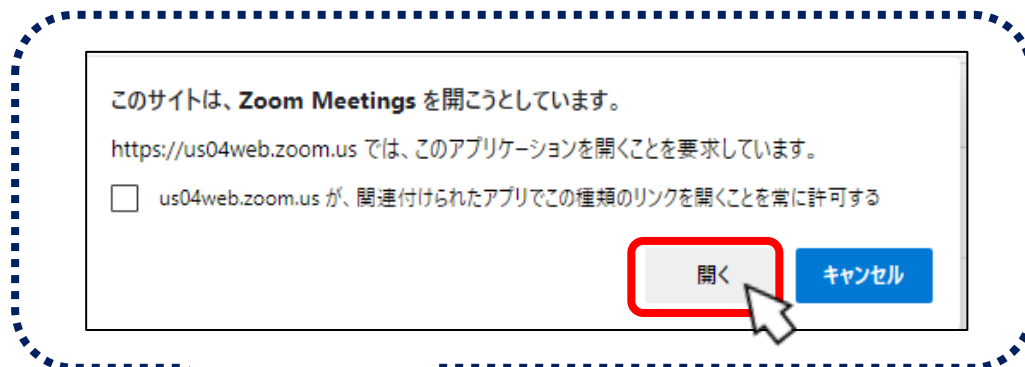 このサイトは、Zoom Meetings を開こうとしています。
https://us04web.zoom.us では、このアプリケーションを開くことを要求しています。
us04web.zoom.us が、関連付けられたアプリでこの種類のリンクを開くことを常に許可する
開く キャンセル